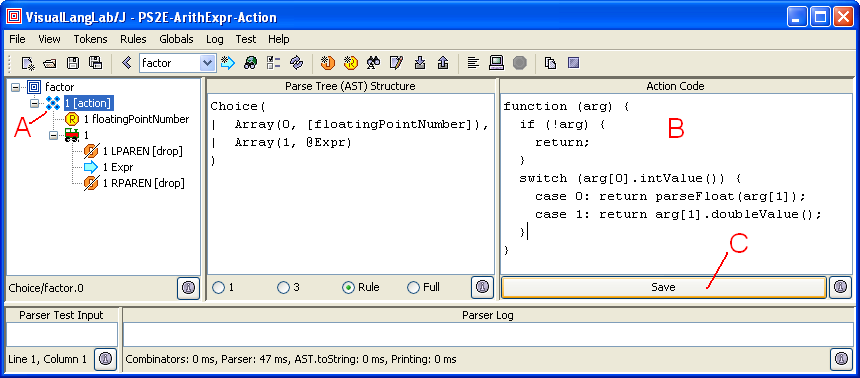 VisualLangLab/J - PS2E-ArithExpr-Action
File View Tokens Rules Globals Log Test Help
factor
Parse Tree (AST) Structure
Action Code
factor
1 [action]
R 1 floatingPointNumber
1
1 LPAREN [drop]
1 Expr
1 RPAREN [drop]
A
Choice(
| Array(0, [floatingPointNumber]),
| Array(1, @Expr)
)
function (arg) {
if (!arg) {
return;
}
switch (arg[0].intValue()) {
case 0: return parseFloat(arg[1]);
case 1: return arg[1].doubleValue();
}
}
B
C
Choice/factor.0
1 3 Rule Full
Save
Parser Test Input
Parser Log
Line 1, Column 1
Combinators: 0 ms, Parser: 47 ms, AST.toString: 0 ms, Printing: 0 ms